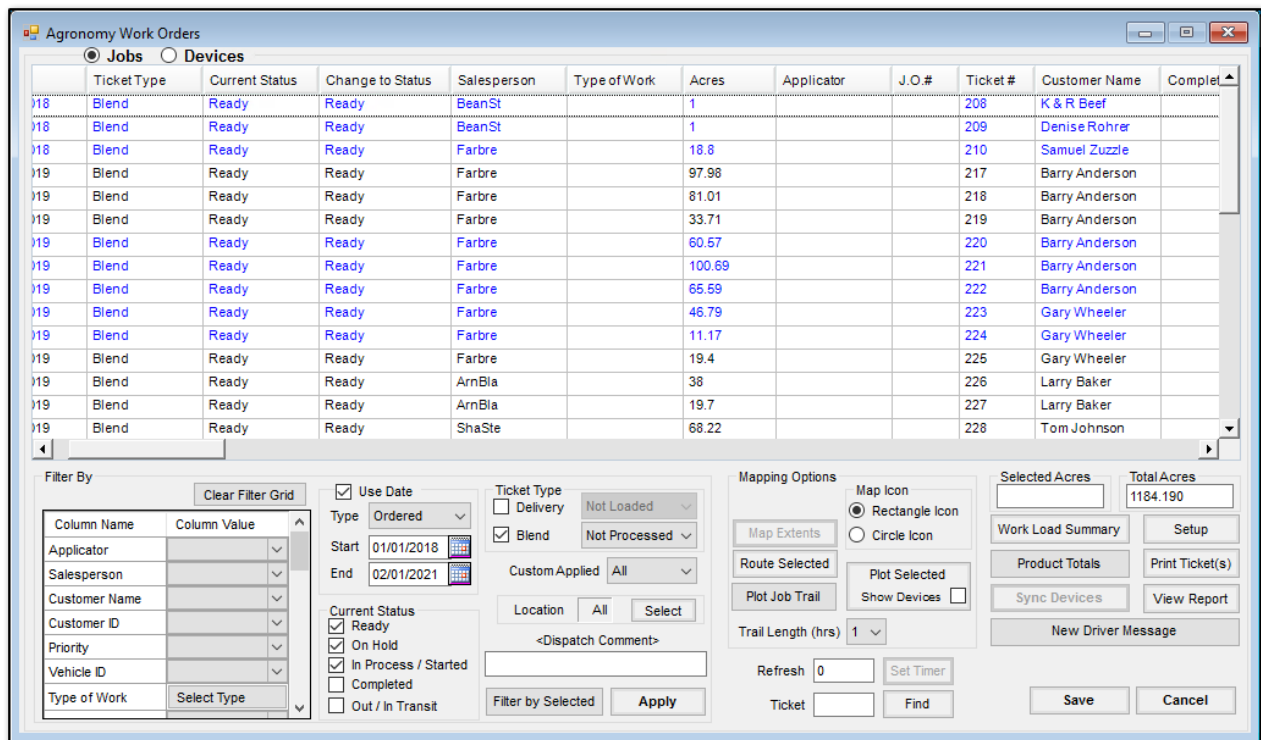 Agronomy Work Orders
Jobs Devices
Ticket Type Current Status Change to Status Salesperson Type of Work Acres Applicator J.O.# Ticket # Customer Name Complet
018 Blend Ready Ready BeanSt 1 208 K & R Beef
018 Blend Ready Ready BeanSt 1 209 Denise Rohrer
018 Blend Ready Ready Farbre 18.8 210 Samuel Zuzzle
019 Blend Ready Ready Farbre 97.98 217 Barry Anderson
019 Blend Ready Ready Farbre 81.01 218 Barry Anderson
019 Blend Ready Ready Farbre 33.71 219 Barry Anderson
019 Blend Ready Ready Farbre 60.57 220 Barry Anderson
019 Blend Ready Ready Farbre 100.69 221 Barry Anderson
019 Blend Ready Ready Farbre 65.59 222 Barry Anderson
019 Blend Ready Ready Farbre 46.79 223 Gary Wheeler
019 Blend Ready Ready Farbre 11.17 224 Gary Wheeler
019 Blend Ready Ready Farbre 19.4 225 Gary Wheeler
019 Blend Ready Ready ArnBla 38 226 Larry Baker
019 Blend Ready Ready ArnBla 19.7 227 Larry Baker
019 Blend Ready Ready ShaSte 68.22 228 Tom Johnson
Filter By
Clear Filter Grid
Column Name Column Value
Applicator
Salesperson
Customer Name
Customer ID
Priority
Vehicle ID
Type of Work Select Type
Use Date
Type Ordered
Start 01/01/2018
End 02/01/2021
Current Status
Ready
On Hold
In Process / Started
Completed
Out / In Transit
Ticket Type
Delivery Not Loaded
Blend Not Processed
Custom Applied All
Location All Select
<Dispatch Comment>
Filter by Selected Apply
Mapping Options
Map Icon
Rectangle Icon
Map Extents Circle Icon
Route Selected Plot Selected
Plot Job Trail Show Devices
Trail Length (hrs) 1
Refresh 0 Set Timer
Ticket Find
Selected Acres Total Acres
1184.190
Work Load Summary Setup
Product Totals Print Ticket(s)
Sync Devices View Report
New Driver Message
Save Cancel